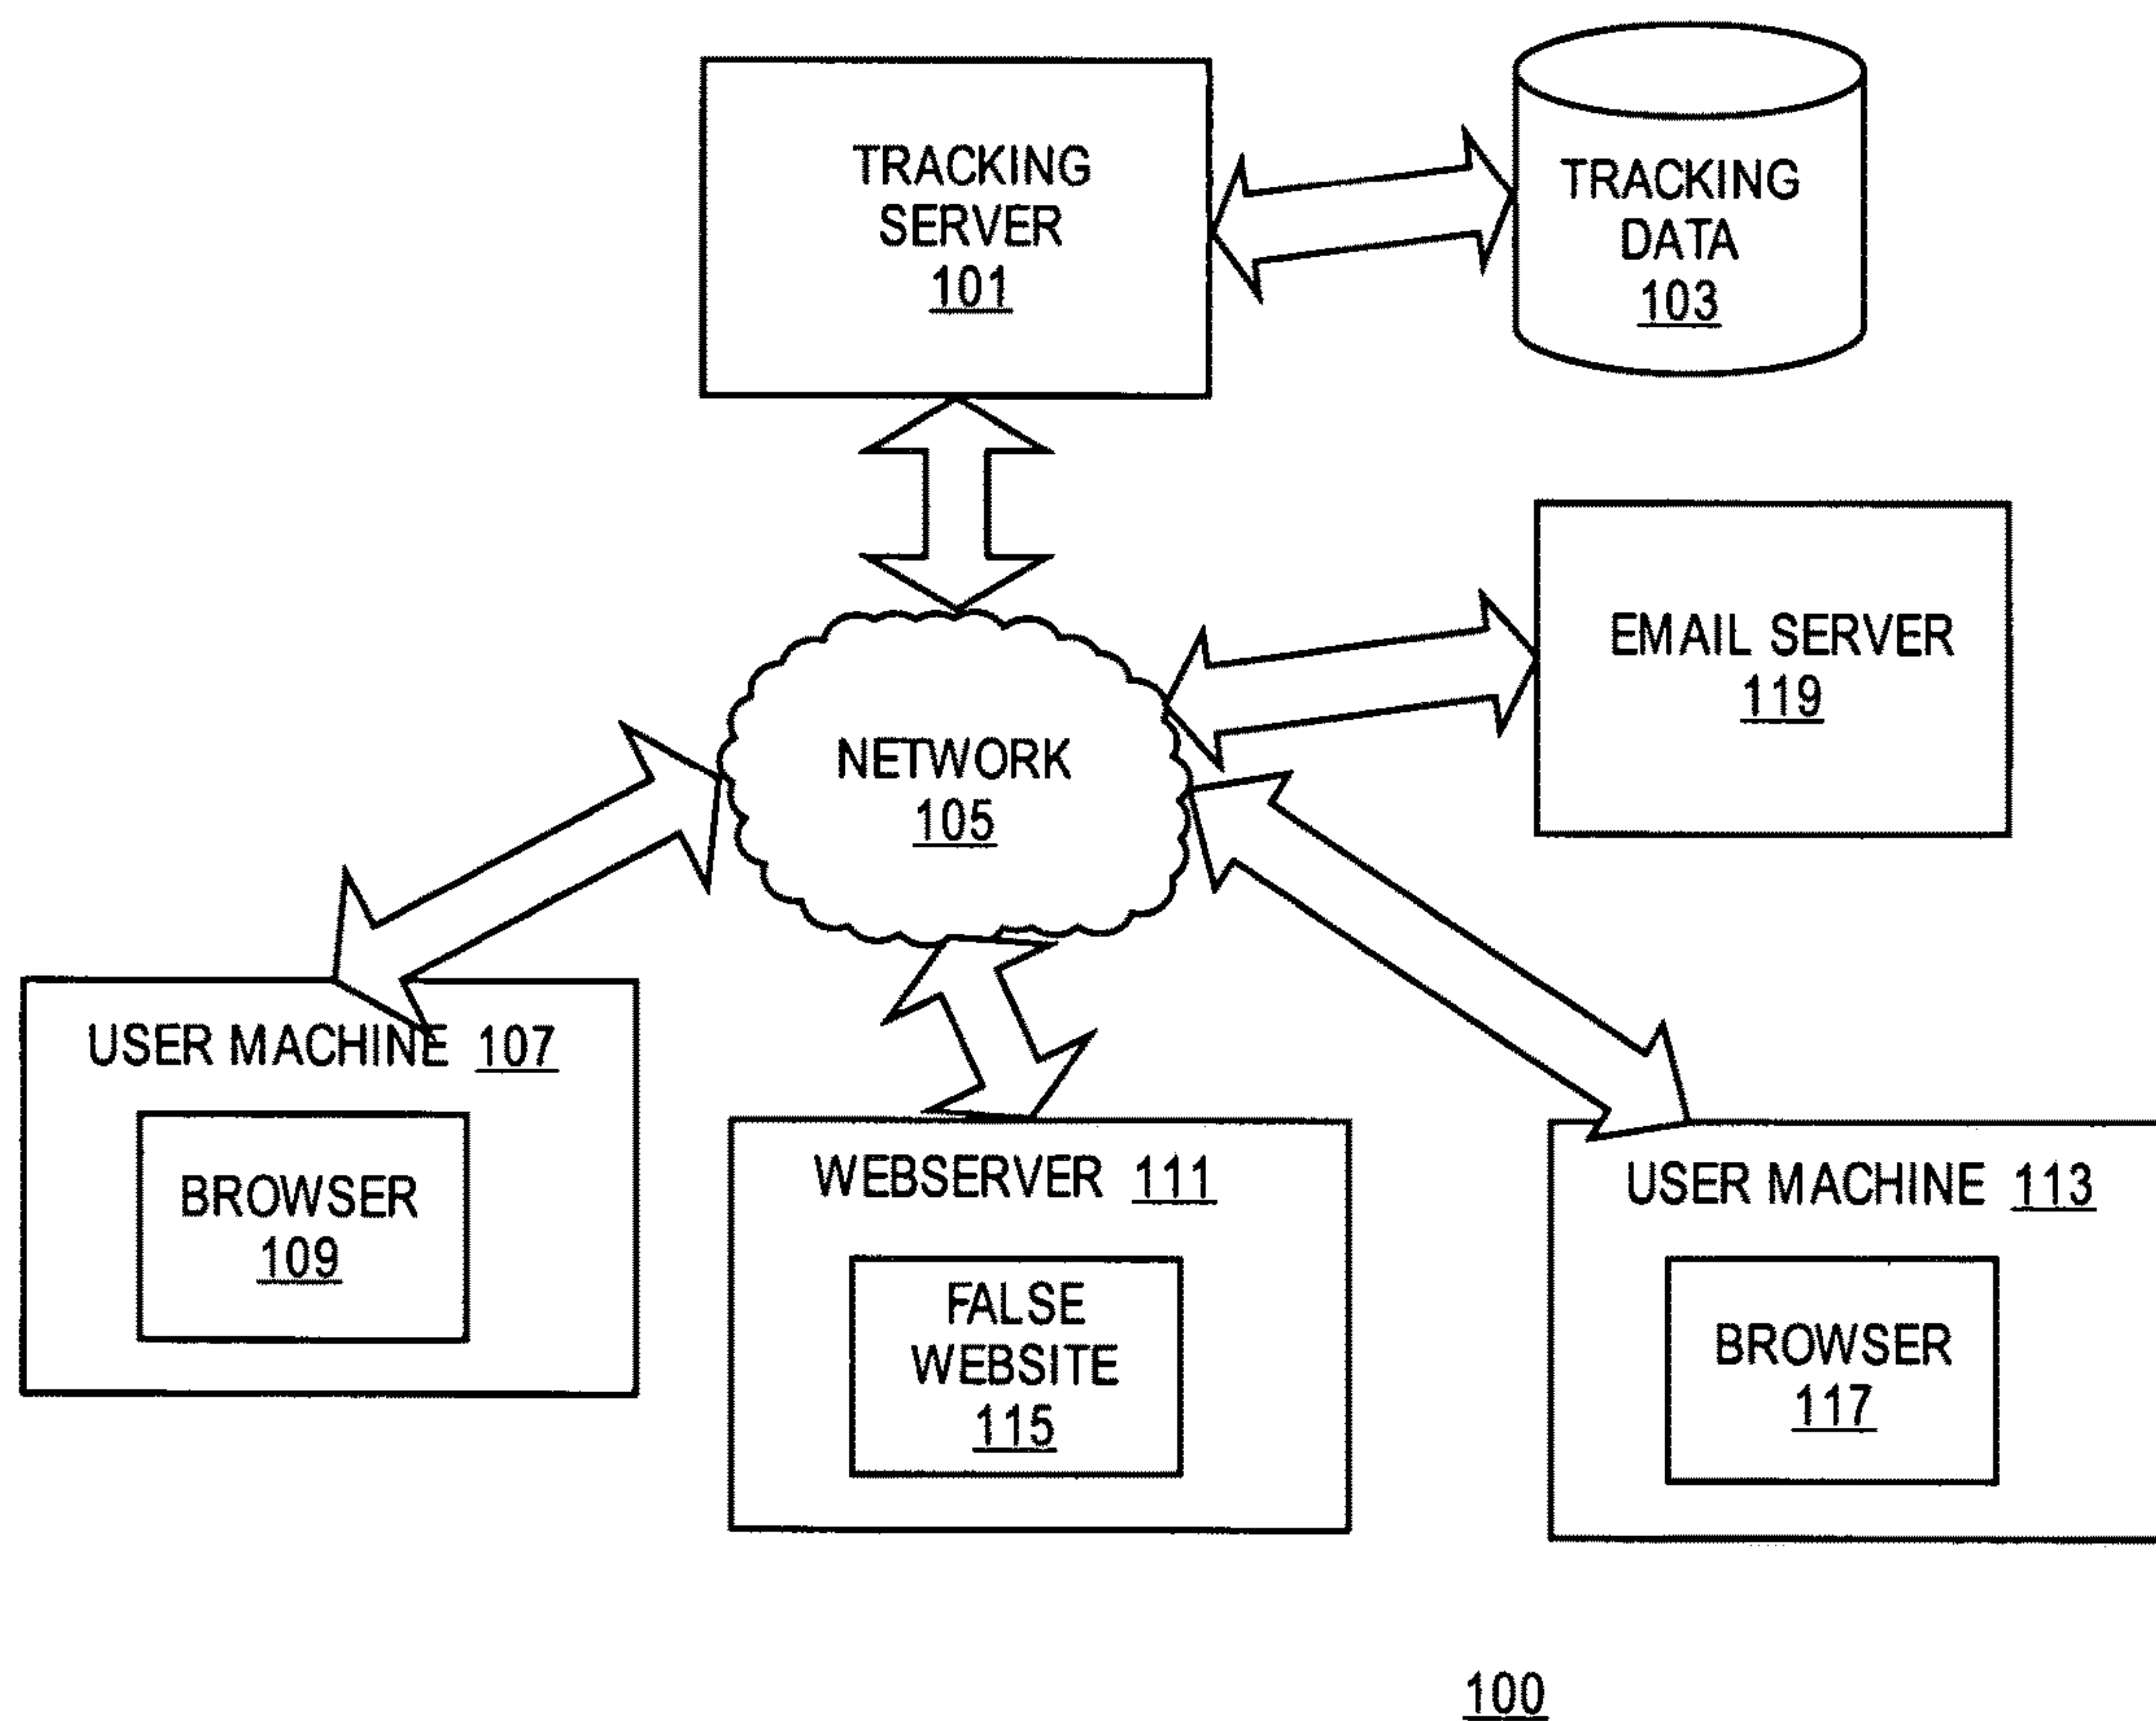 TRACKING
SERVER
101
TRACKING
DATA
103
EMAIL SERVER
119
NETWORK
105
USER MACHINE 107
BROWSER
109
WEBSERVER 111
FALSE
WEBSITE
115
USER MACHINE 113
BROWSER
117
100